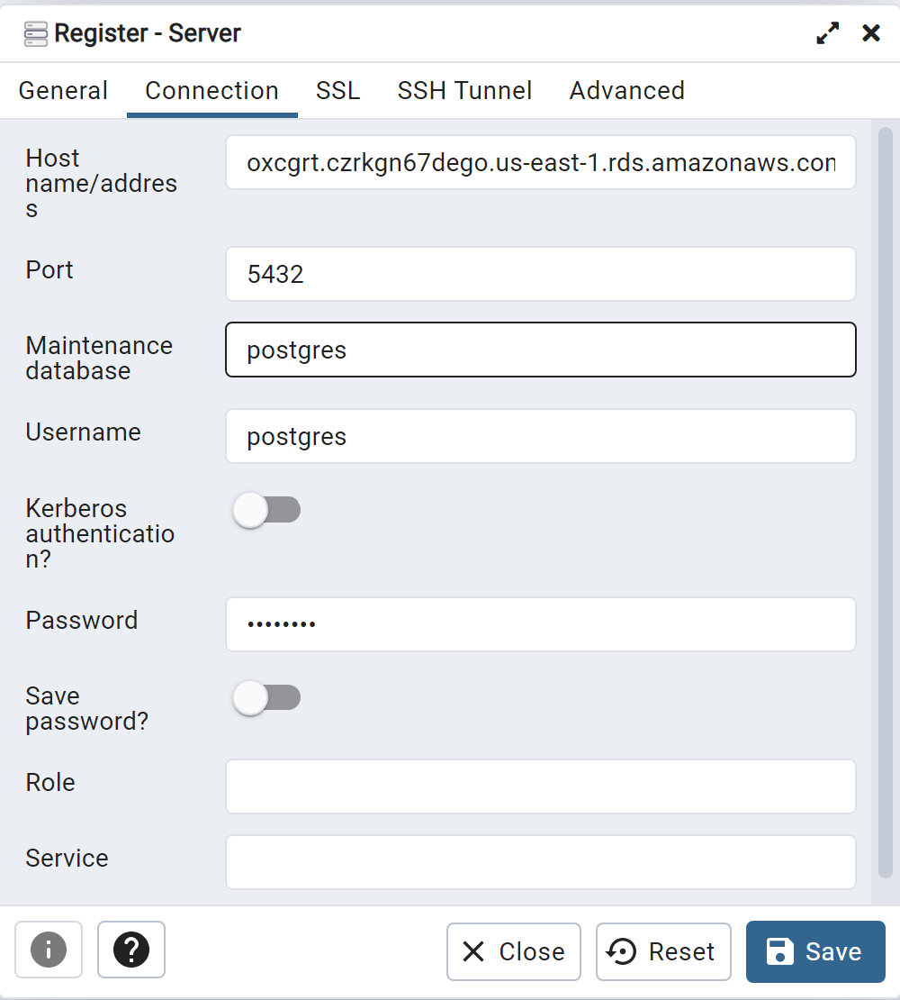 Register - Server
General Connection SSL SSH Tunnel Advanced
Host
name/addres
s
oxcgrt.czrkgn67dego.us-east-1.rds.amazonaws.con
Port
5432
Maintenance
database
postgres
Username
postgres
Kerberos
authenticatio
n?
Password
••••••••
Save
password?
Role
Service
Close Reset Save